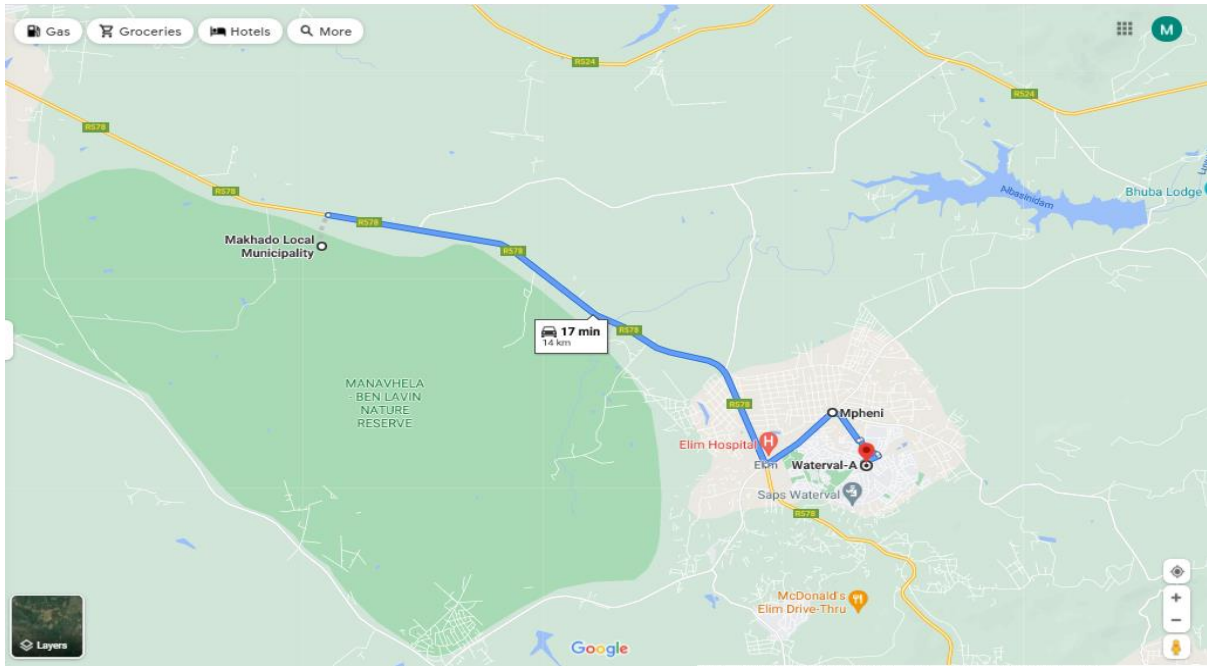 Gas
Groceries
Hotels
More
M
R524
R524
R578
R578
R578
R578
R578
R578
R578
Albasinidam
Bhuba Lodge
Makhado Local
Municipality
17 min
14 km
MANAVHELA
- BEN LAVIN
NATURE
RESERVE
Mpheni
Elim Hospital
H
Elim
Waterval-A
Saps Waterval
McDonald's
Elim Drive-Thru
Layers
Google